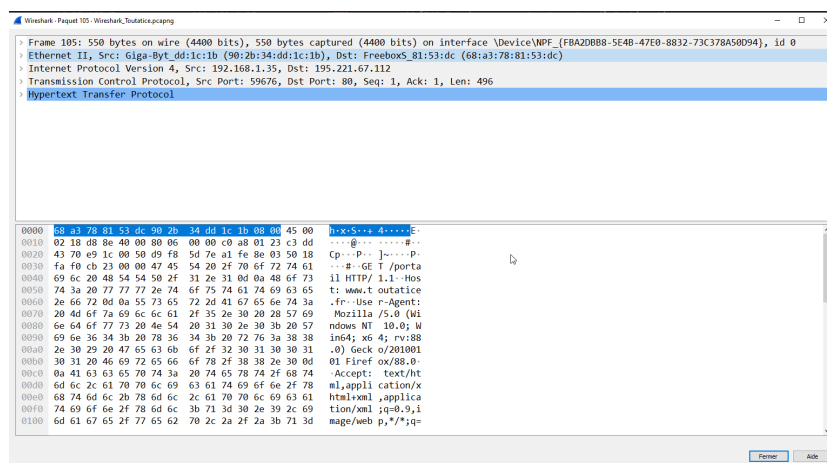 Wireshark · Paquet 105 · Wireshark_Toutatice.pcapng
> Frame 105: 550 bytes on wire (4400 bits), 550 bytes captured (4400 bits) on interface \Device\NPF_{FBA2DBB8-5E4B-47E0-8832-73C378A50D94}, id 0
> Ethernet II, Src: Giga-Byt_dd:1c:1b (90:2b:34:dd:1c:1b), Dst: FreeboxS_81:53:dc (68:a3:78:81:53:dc)
> Internet Protocol Version 4, Src: 192.168.1.35, Dst: 195.221.67.112
> Transmission Control Protocol, Src Port: 59676, Dst Port: 80, Seq: 1, Ack: 1, Len: 496
> Hypertext Transfer Protocol
0000 68 a3 78 81 53 dc 90 2b 34 dd 1c 1b 08 00 45 00 h·x·S··+ 4·····E·
0010 02 18 d8 8e 40 00 80 06 00 00 c0 a8 01 23 c3 dd ····@··· ·····#··
0020 43 70 e9 1c 00 50 d9 f8 5d 7e a1 fe 8e 03 50 18 Cp···P·· ]~····P·
0030 fa f0 cb 23 00 00 47 45 54 20 2f 70 6f 72 74 61 ···#··GE T /porta
0040 69 6c 20 48 54 54 50 2f 31 2e 31 0d 0a 48 6f 73 il HTTP/ 1.1··Hos
0050 74 3a 20 77 77 77 2e 74 6f 75 74 61 74 69 63 65 t: www.t outatice
0060 2e 66 72 0d 0a 55 73 65 72 2d 41 67 65 6e 74 3a .fr··Use r-Agent:
0070 20 4d 6f 7a 69 6c 6c 61 2f 35 2e 30 20 28 57 69 Mozilla /5.0 (Wi
0080 6e 64 6f 77 73 20 4e 54 20 31 30 2e 30 3b 20 57 ndows NT 10.0; W
0090 69 6e 36 34 3b 20 78 36 34 3b 20 72 76 3a 38 38 in64; x6 4; rv:88
00a0 2e 30 29 20 47 65 63 6b 6f 2f 32 30 31 30 30 31 .0) Geck o/201001
00b0 30 31 20 46 69 72 65 66 6f 78 2f 38 38 2e 30 0d 01 Firef ox/88.0·
00c0 0a 41 63 63 65 70 74 3a 20 74 65 78 74 2f 68 74 ·Accept: text/ht
00d0 6d 6c 2c 61 70 70 6c 69 63 61 74 69 6f 6e 2f 78 ml,appli cation/x
00e0 68 74 6d 6c 2b 78 6d 6c 2c 61 70 70 6c 69 63 61 html+xml ,applica
00f0 74 69 6f 6e 2f 78 6d 6c 3b 71 3d 30 2e 39 2c 69 tion/xml ;q=0.9,i
0100 6d 61 67 65 2f 77 65 62 70 2c 2a 2f 2a 3b 71 3d mage/web p,*/*;q=
Fermer Aide